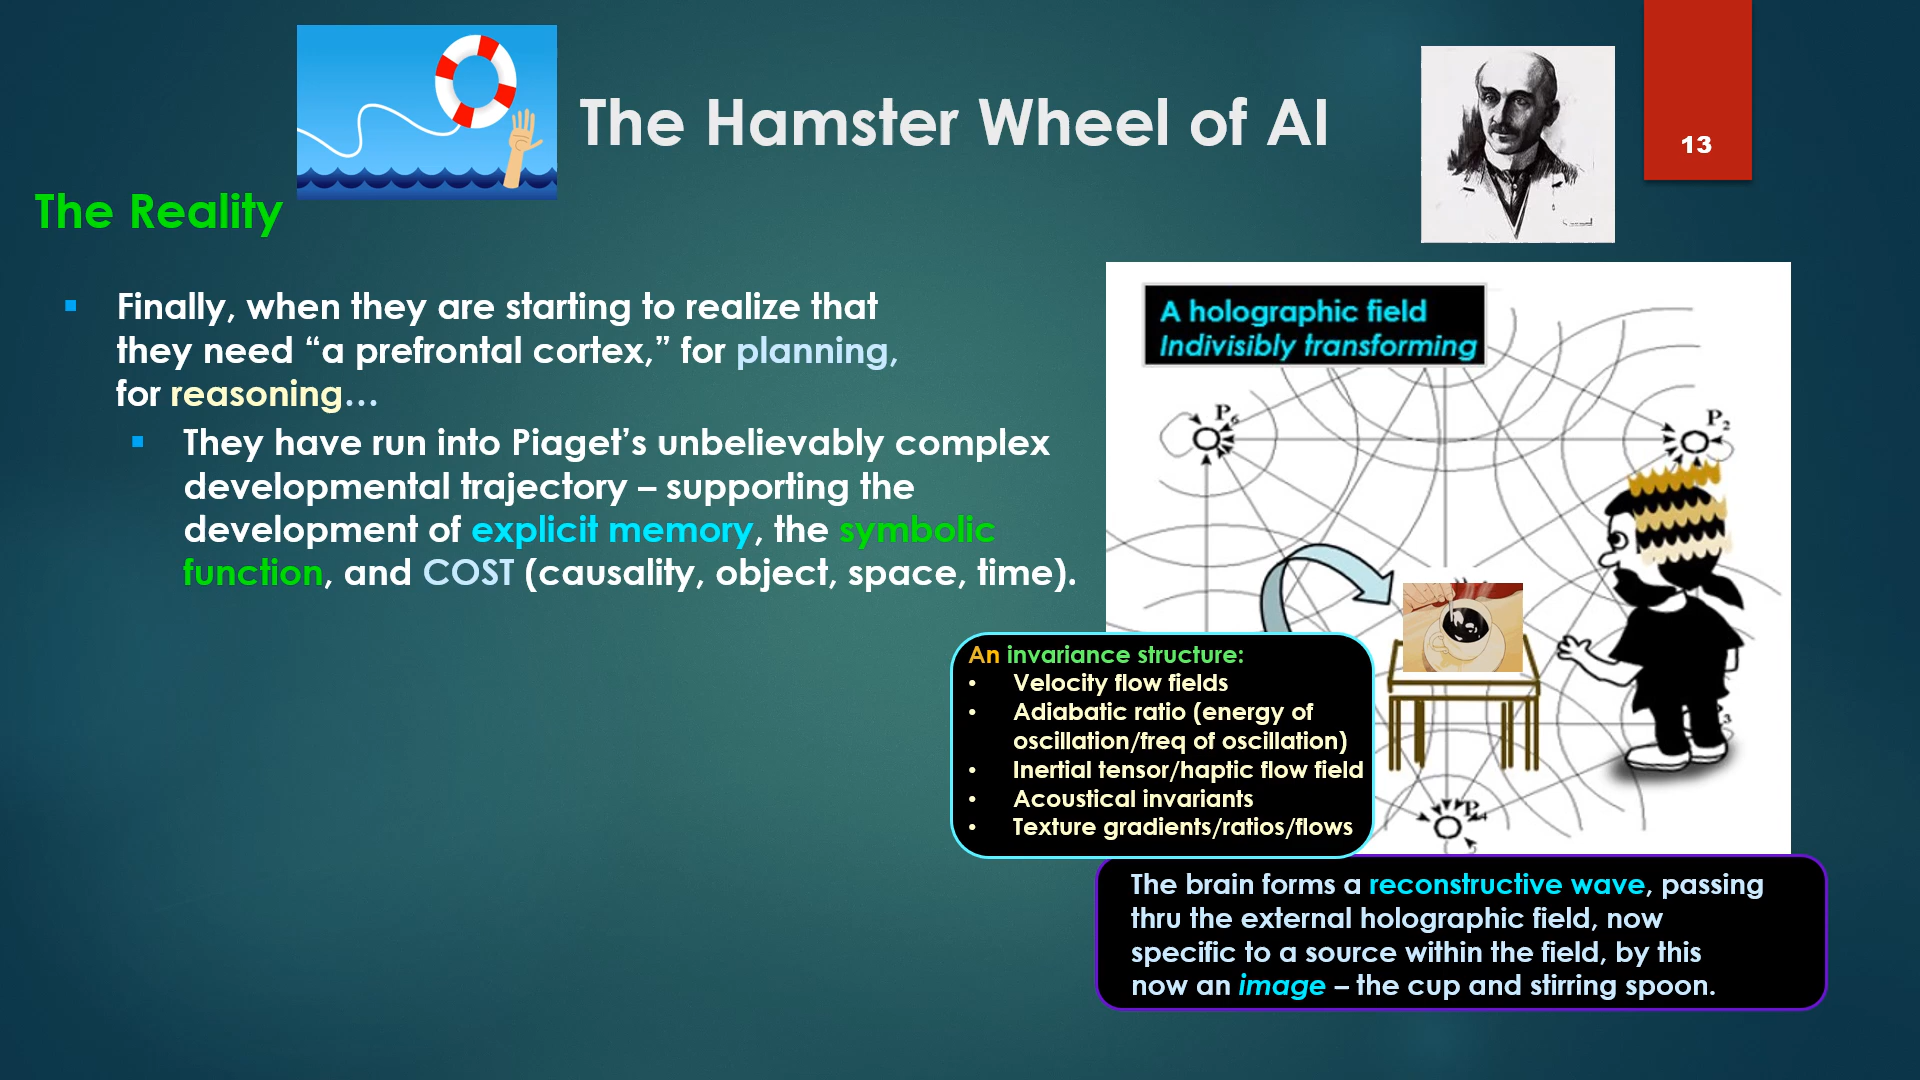 The Hamster Wheel of AI
13
The Reality
Finally, when they are starting to realize that
they need “a prefrontal cortex,” for planning,
for reasoning…
They have run into Piaget’s unbelievably complex
developmental trajectory – supporting the
development of explicit memory, the symbolic
function, and COST (causality, object, space, time).
A holographic field
Indivisibly transforming
P6
P2
An invariance structure:
• Velocity flow fields
• Adiabatic ratio (energy of
oscillation/freq of oscillation)
• Inertial tensor/haptic flow field
• Acoustical invariants
• Texture gradients/ratios/flows
3
P4
The brain forms a reconstructive wave, passing
thru the external holographic field, now
specific to a source within the field, by this
now an image – the cup and stirring spoon.